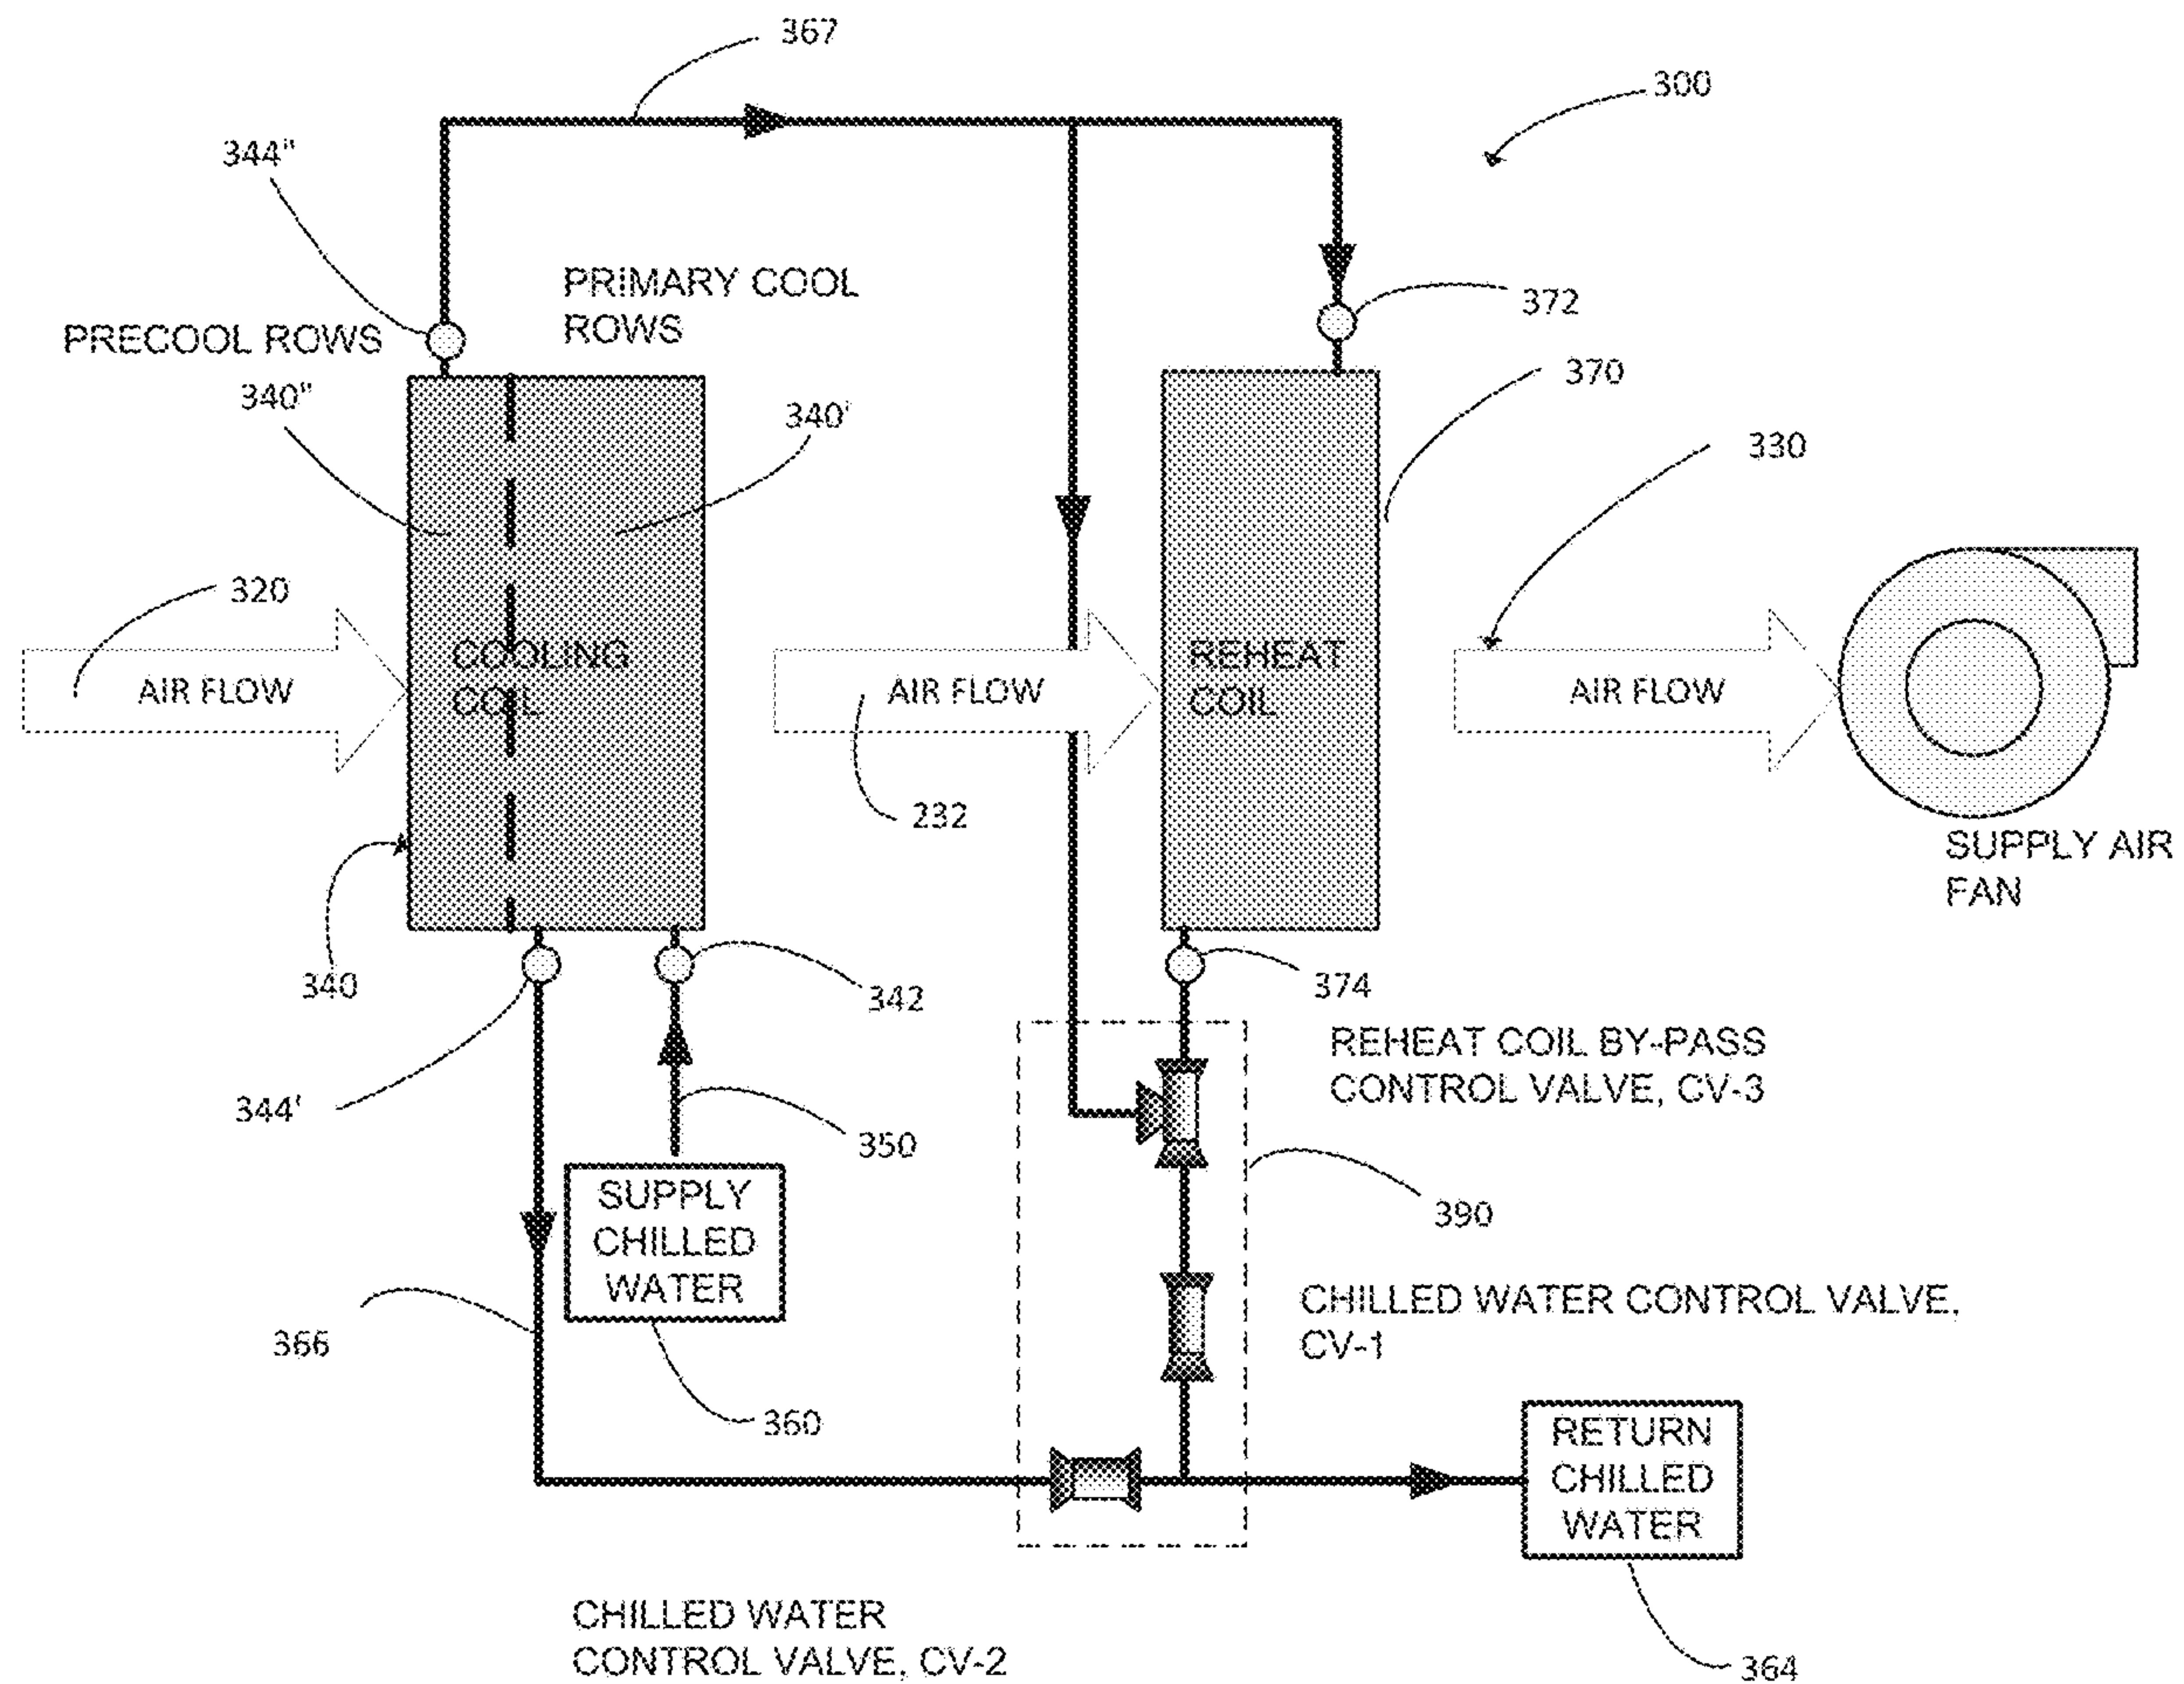 367
300
344"
PRIMARY COOL
ROWS
372
PRECOOL ROWS
370
340"
340'
330
320
COOLING
COIL
REHEAT
COIL
AIR FLOW
AIR FLOW
AIR FLOW
232
SUPPLY AIR
FAN
340
342
374
REHEAT COIL BY-PASS
CONTROL VALVE, CV-3
344'
350
SUPPLY
CHILLED
WATER
390
CHILLED WATER CONTROL VALVE,
CV-1
366
360
RETURN
CHILLED
WATER
CHILLED WATER
CONTROL VALVE, CV-2
364